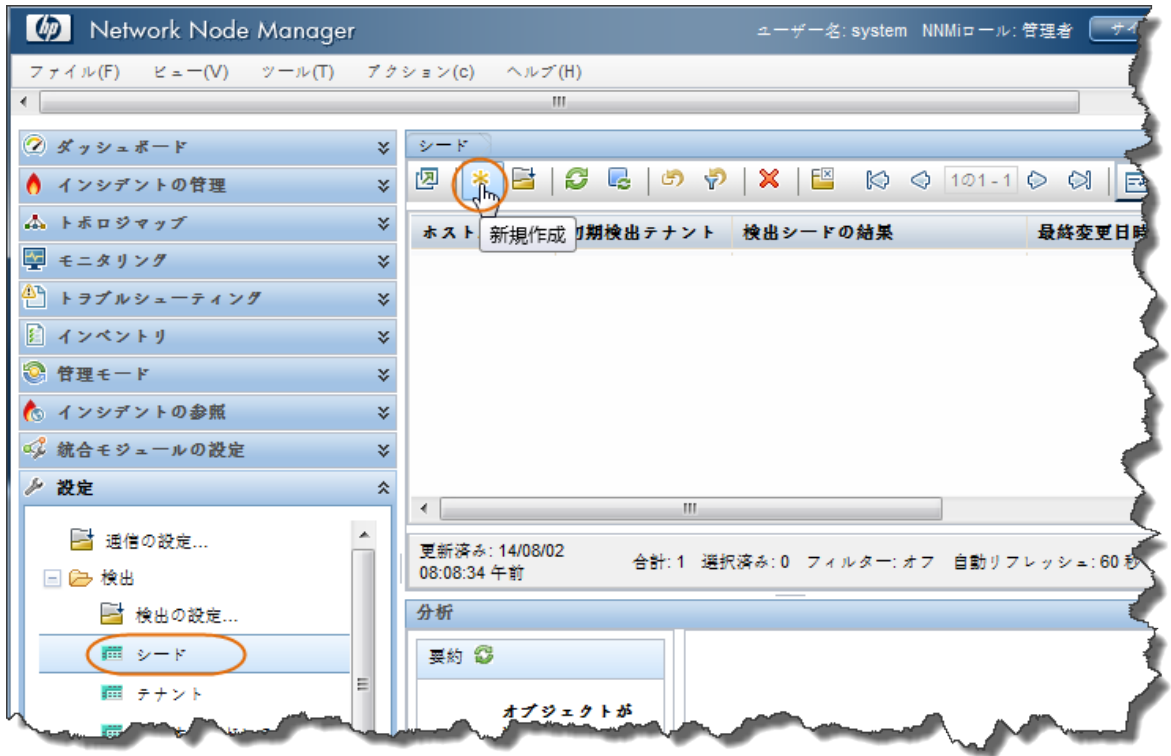 hp Network Node Manager
ユーザー名: system NNMiロール: 管理者
ファイル(F) ビュー(V) ツール(T) アクション(c) ヘルプ(H)
ダッシュボード
インシデントの管理
トポロジマップ
モニタリング
トラブルシューティング
インベントリ
管理モード
インシデントの参照
統合モジュールの設定
設定
通信の設定...
検出
検出の設定...
シード
テナント
シード
1の1 - 1
ホスト 期検出テナント 検出シードの結果 最終変更日時
新規作成
更新済み: 14/08/02
08:08:34 午前
合計: 1 選択済み: 0 フィルター: オフ 自動リフレッシュ: 60 秒
分析
要約
オブジェクトが